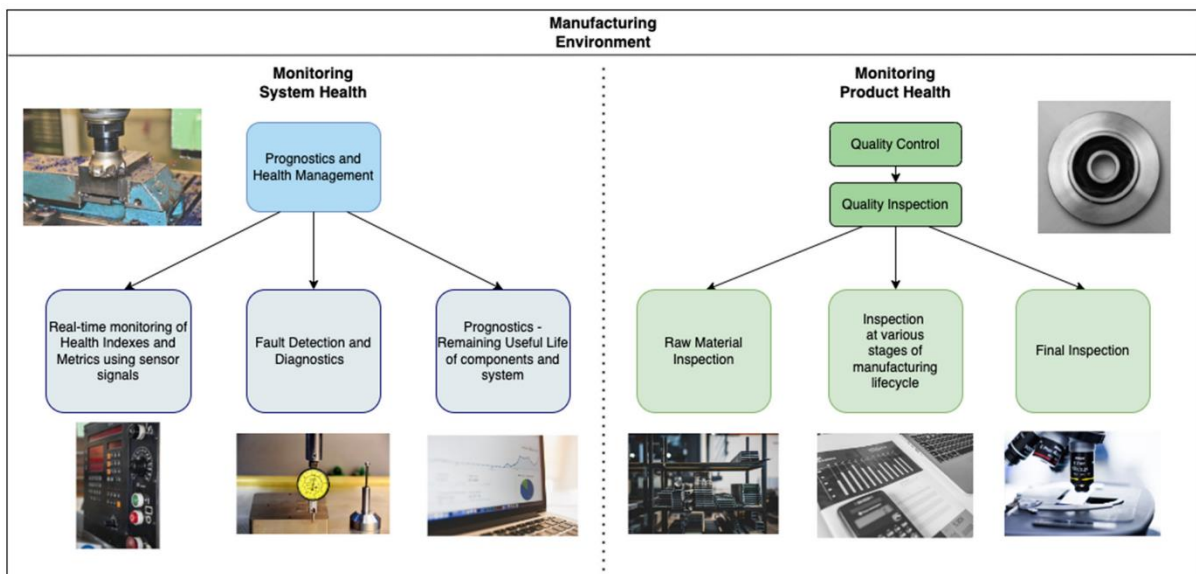 Manufacturing
Environment
Monitoring
System Health
Prognostics and
Health Management
Real-time monitoring of
Health Indexes and
Metrics using sensor
signals
Fault Detection and
Diagnostics
Prognostics -
Remaining Useful Life
of components and
system
Monitoring
Product Health
Quality Control
Quality Inspection
Raw Material
Inspection
Inspection
at various
stages of
manufacturing
lifecycle
Final Inspection